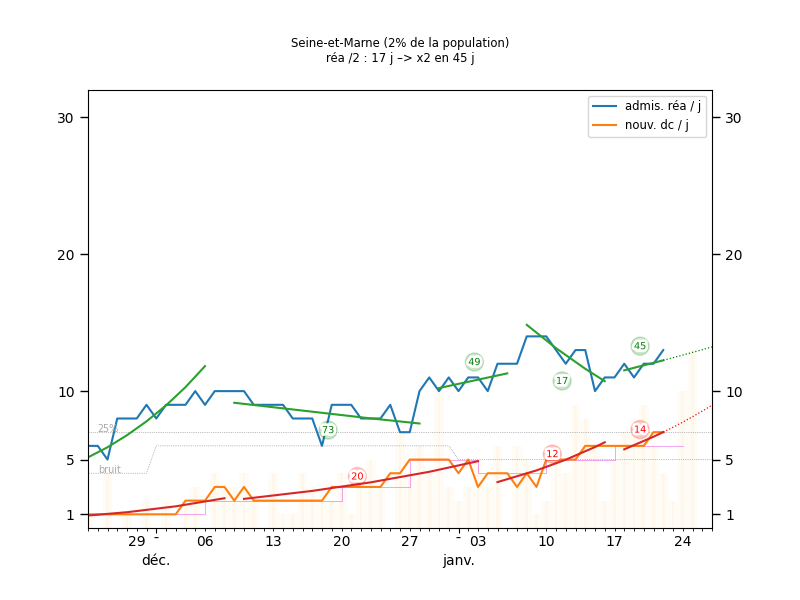 Seine-et-Marne (2% de la population)
réa /2 : 17 j –> x2 en 45 j
admis. réa / j
nouv. dc / j
30
30
20
20
10
10
5
5
1
1
25%
bruit
73
49
17
45
20
12
14
29 - 06 13 20 27 - 03 10 17 24
déc. janv.